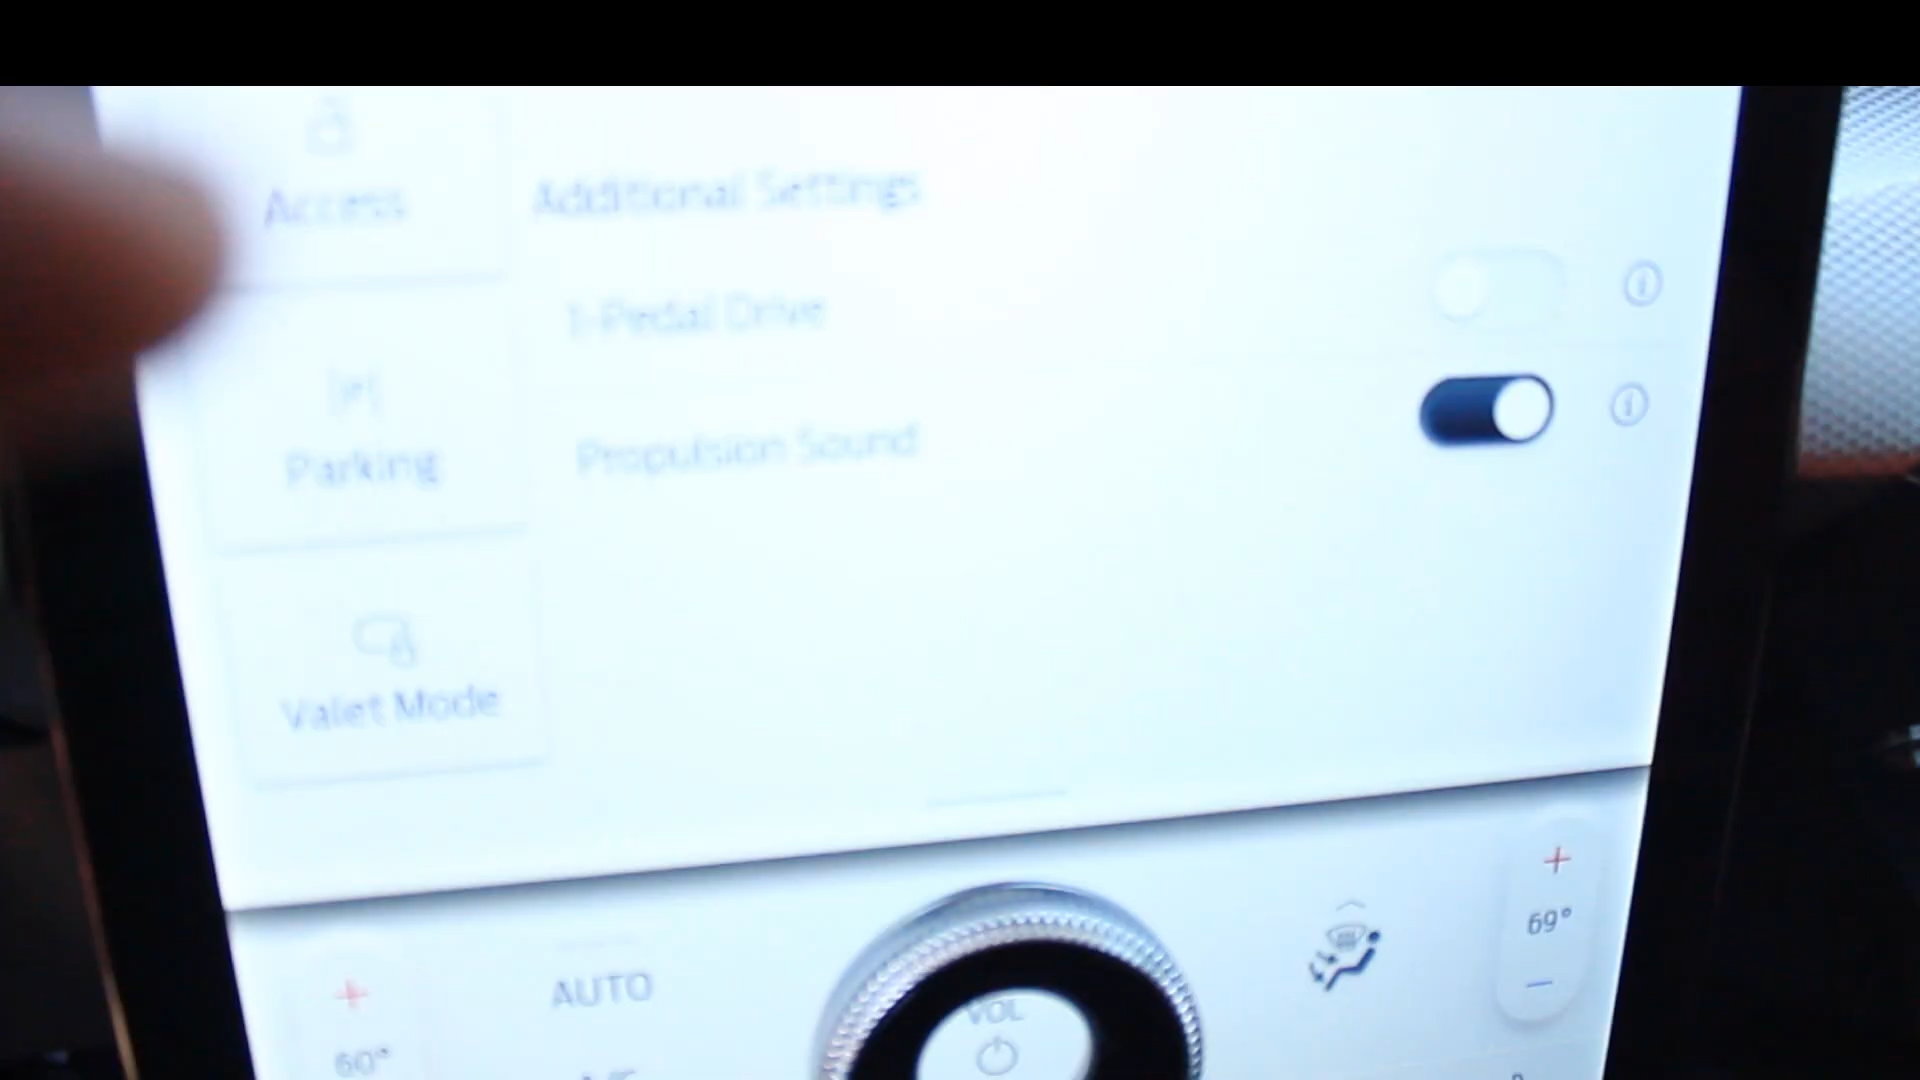 Access
Additional Settings
1-Pedal Drive
Parking
Propulsion Sound
Valet Mode
69°
AUTO
VOL
60°